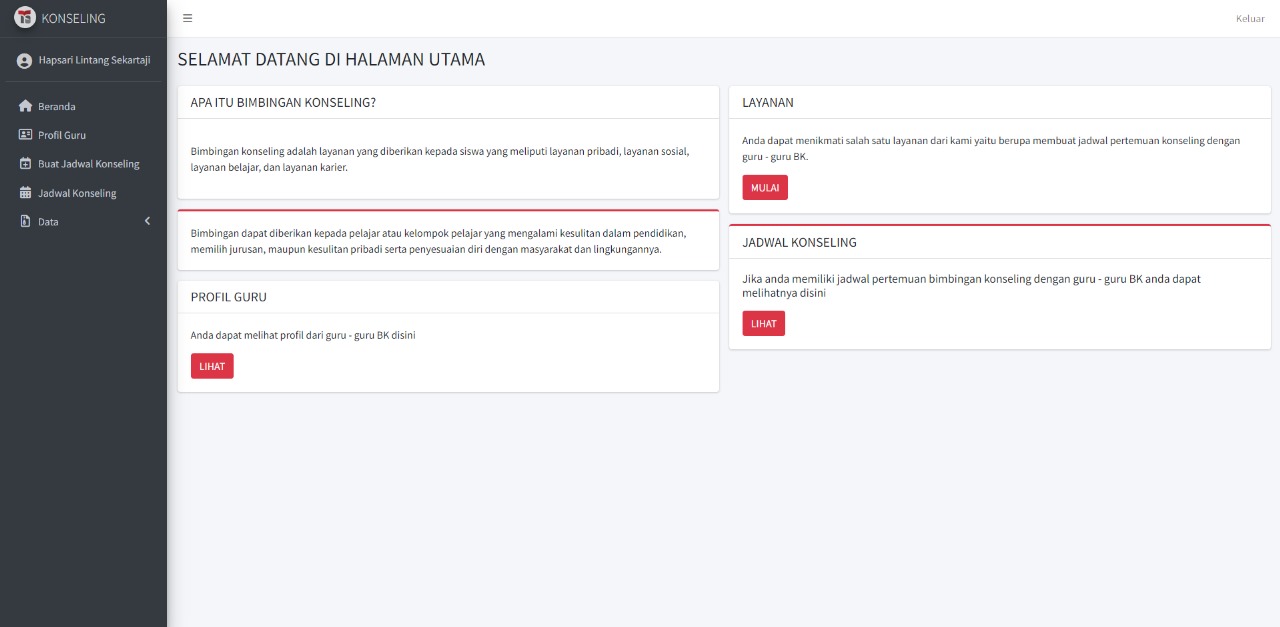 KONSELING
Keluar
Hapsari Lintang Sekartaji
Beranda
Profil Guru
Buat Jadwal Konseling
Jadwal Konseling
Data
SELAMAT DATANG DI HALAMAN UTAMA
APA ITU BIMBINGAN KONSELING?
Bimbingan konseling adalah layanan yang diberikan kepada siswa yang meliputi layanan pribadi, layanan sosial,
layanan belajar, dan layanan karier.
Bimbingan dapat diberikan kepada pelajar atau kelompok pelajar yang mengalami kesulitan dalam pendidikan,
memilih jurusan, maupun kesulitan pribadi serta penyesuaian diri dengan masyarakat dan lingkungannya.
PROFIL GURU
Anda dapat melihat profil dari guru - guru BK disini
LIHAT
LAYANAN
Anda dapat menikmati salah satu layanan dari kami yaitu berupa membuat jadwal pertemuan konseling dengan
guru - guru BK.
MULAI
JADWAL KONSELING
Jika anda memiliki jadwal pertemuan bimbingan konseling dengan guru - guru BK anda dapat
melihatnya disini
LIHAT